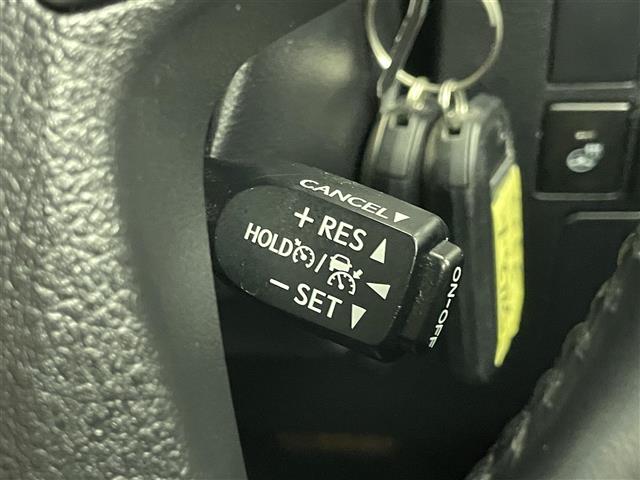 CANCEL▼
+ RES ▲
HOLD /
− SET ▼
ON-OFF